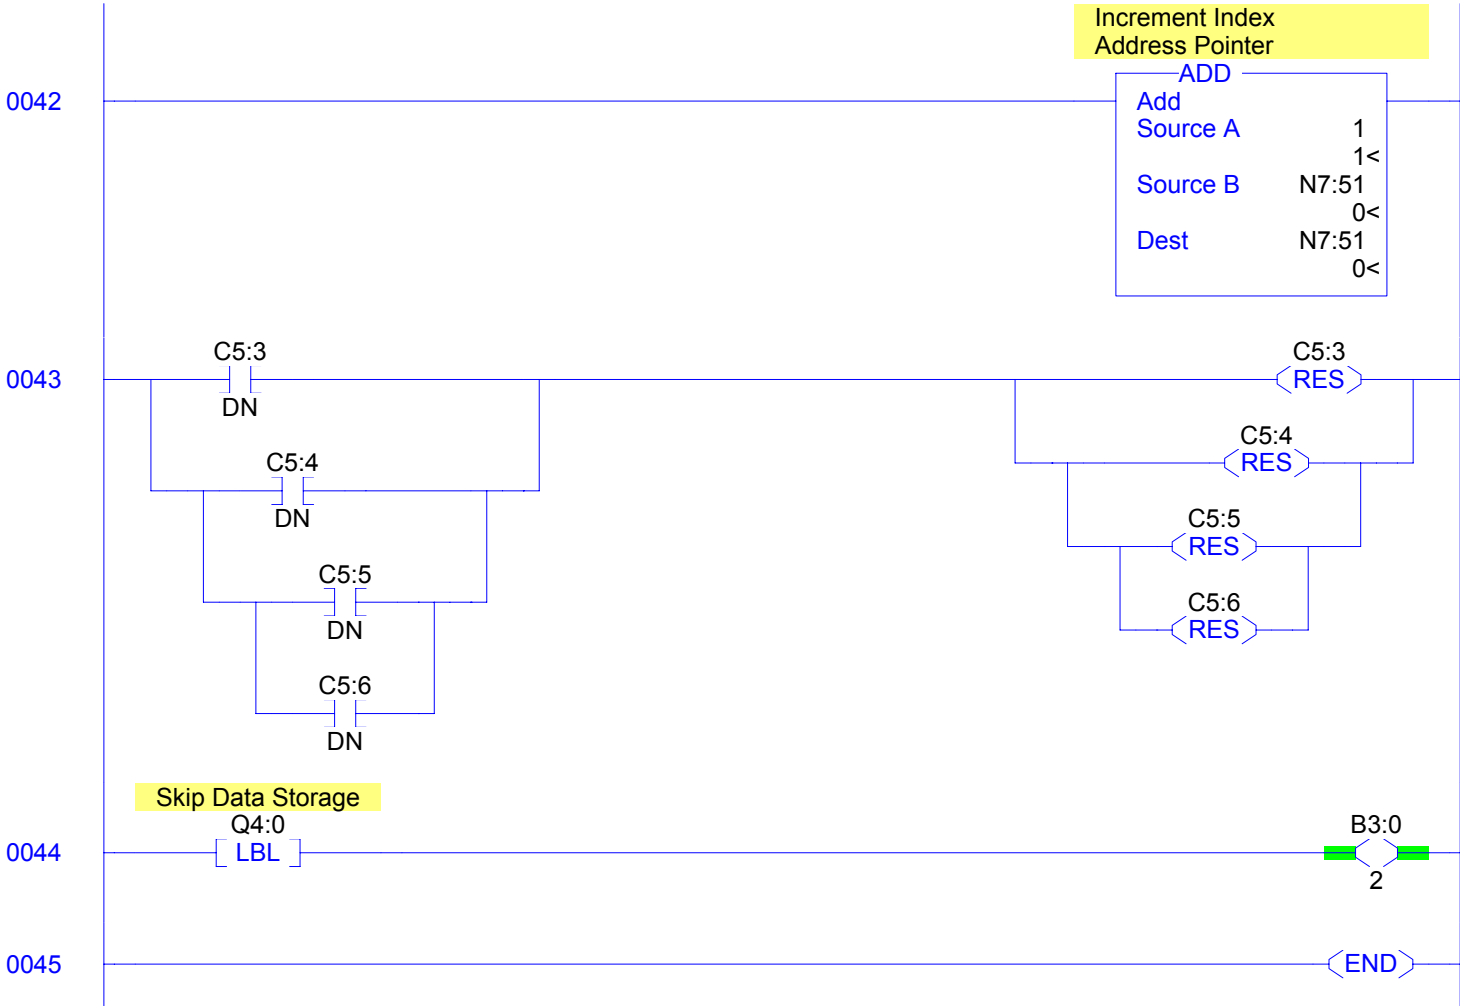 Increment Index
Address Pointer
ADD
0042
Add
Source A 1
1<
Source B N7:51
0<
Dest N7:51
0<
C5:3 C5:3
0043 RES
DN
C5:4
C5:4 RES
DN
C5:5
C5:5 RES
DN
C5:6
C5:6 RES
DN
Skip Data Storage
Q4:0 B3:0
0044 LBL
2
0045 END